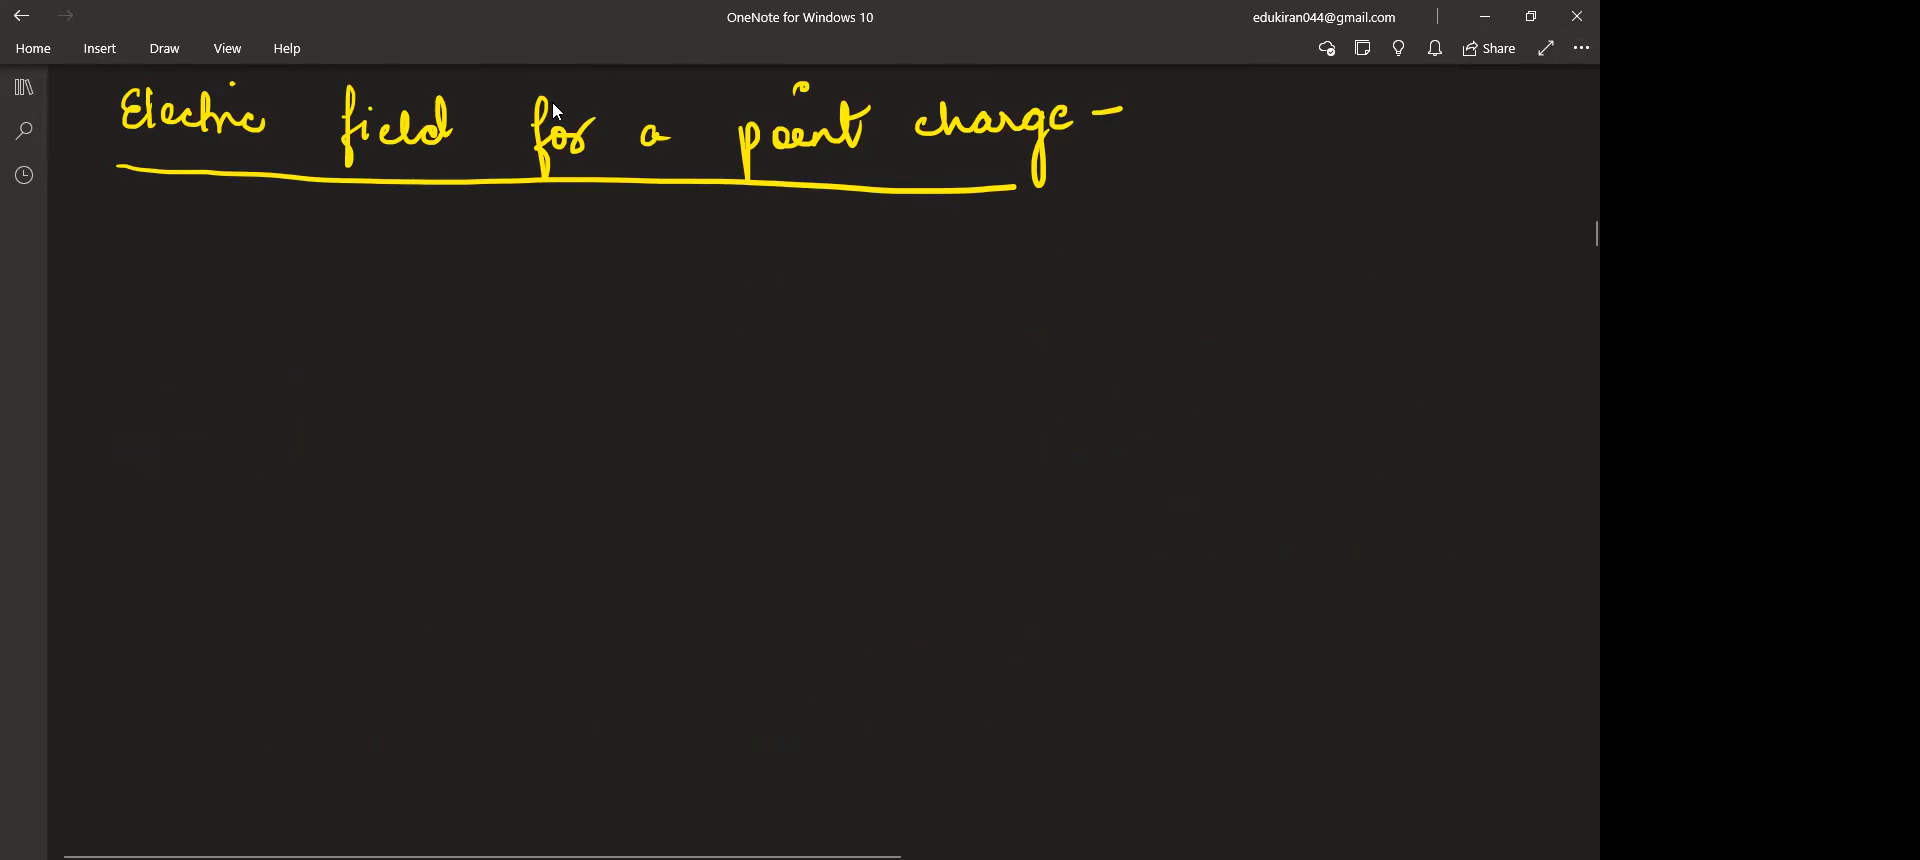 OneNote for Windows 10
edukiran044@gmail.com
Home Insert Draw View Help
Share
Electric field for a point charge -